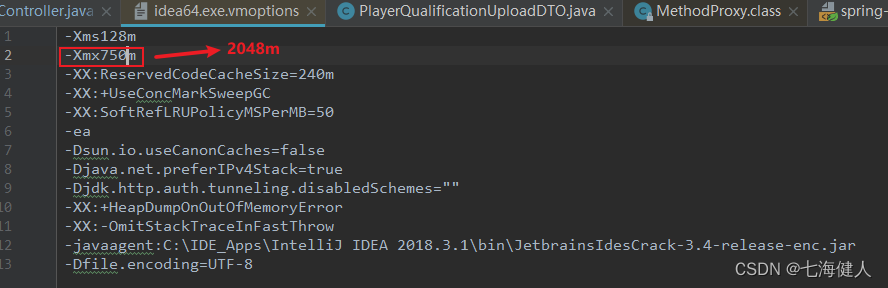 Controller.java idea64.exe.vmoptions PlayerQualificationUploadDTO.java MethodProxy.class spring-
1 -Xms128m
2 -Xmx750m 2048m
3 -XX:ReservedCodeCacheSize=240m
4 -XX:+UseConcMarkSweepGC
5 -XX:SoftRefLRUPolicyMSPerMB=50
6 -ea
7 -Dsun.io.useCanonCaches=false
8 -Djava.net.preferIPv4Stack=true
9 -Djdk.http.auth.tunneling.disabledSchemes=""
10 -XX:+HeapDumpOnOutOfMemoryError
11 -XX:-OmitStackTraceInFastThrow
12 -javaagent:C:\IDE_Apps\IntelliJ IDEA 2018.3.1\bin\JetbrainsIdesCrack-3.4-release-enc.jar
13 -Dfile.encoding=UTF-8
CSDN @七海健人